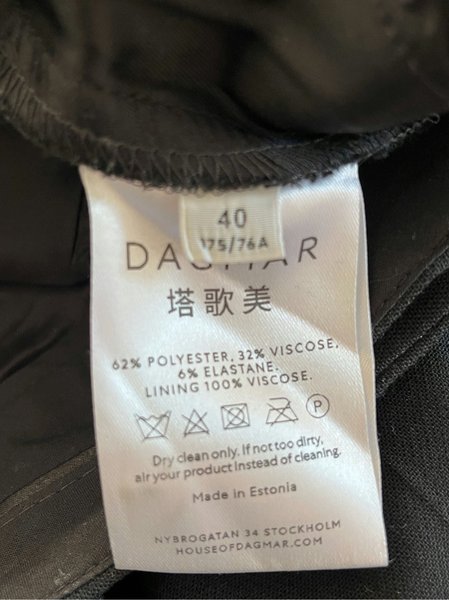 40
175/76A
DAGMAR
塔歌美
62% POLYESTER, 32% VISCOSE,
6% ELASTANE.
LINING 100% VISCOSE.
P
Dry clean only. If not too dirty,
air your product instead of cleaning.
Made in Estonia
NYBROGATAN 34 STOCKHOLM
HOUSEOFDAGMAR.COM